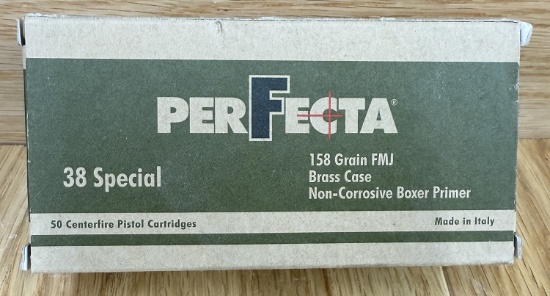 PERFECTA®
38 Special
158 Grain FMJ
Brass Case
Non-Corrosive Boxer Primer
50 Centerfire Pistol Cartridges
Made in Italy